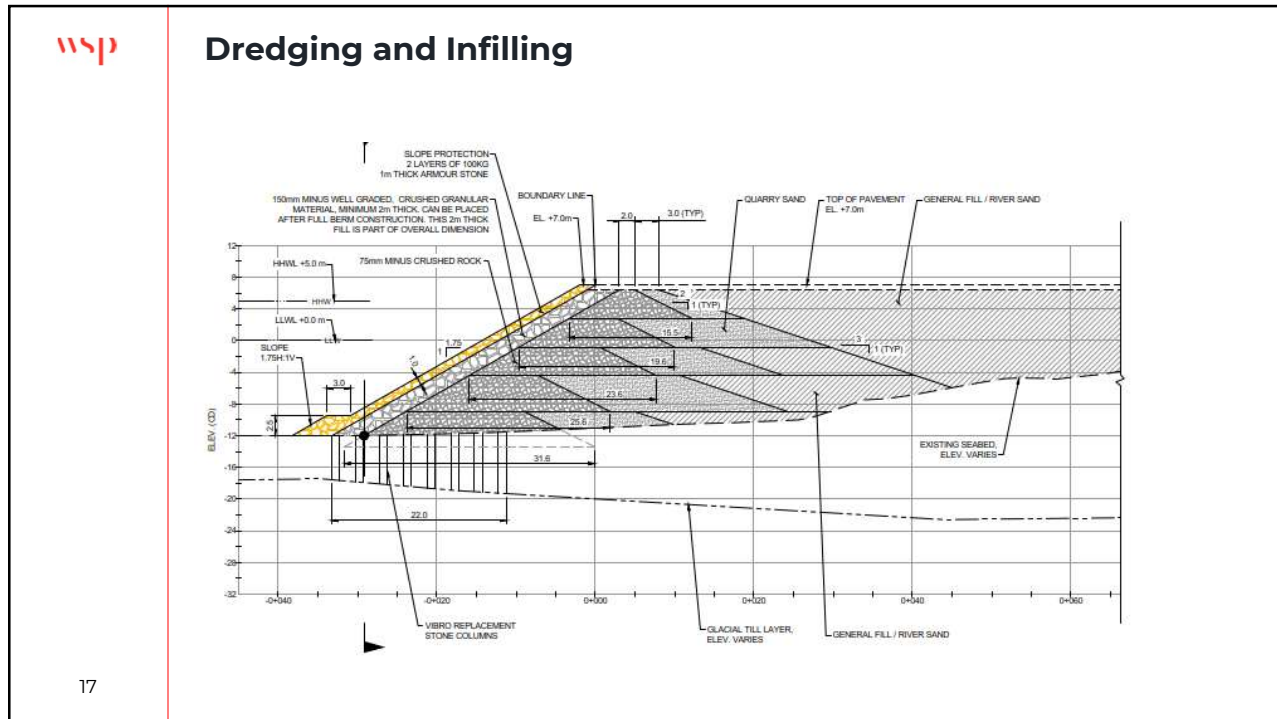 wsp
Dredging and Infilling
SLOPE PROTECTION
2 LAYERS OF 100KG
1m THICK ARMOUR STONE
150mm MINUS WELL GRADED, CRUSHED GRANULAR
MATERIAL, MINIMUM 2m THICK. CAN BE PLACED
AFTER FULL BERM CONSTRUCTION. THIS 2m THICK
FILL IS PART OF OVERALL DIMENSION
BOUNDARY LINE
EL. +7.0m
2.0
3.0 (TYP)
QUARRY SAND
TOP OF PAVEMENT
EL. +7.0m
GENERAL FILL / RIVER SAND
75mm MINUS CRUSHED ROCK
HHWL +5.0 m
HHW
LLWL +0.0 m
LLW
SLOPE
1.75H:1V
1.75
1
1.0
3.0
2.5
2
1 (TYP)
3
1 (TYP)
15.5
19.6
23.6
25.6
31.6
22.0
ELEV. (CD)
12
8
4
0
-4
-8
-12
-16
-20
-24
-28
-32
EXISTING SEABED,
ELEV. VARIES
-0+040
-0+020
0+000
0+020
0+040
0+060
VIBRO REPLACEMENT
STONE COLUMNS
GLACIAL TILL LAYER,
ELEV. VARIES
GENERAL FILL / RIVER SAND
17